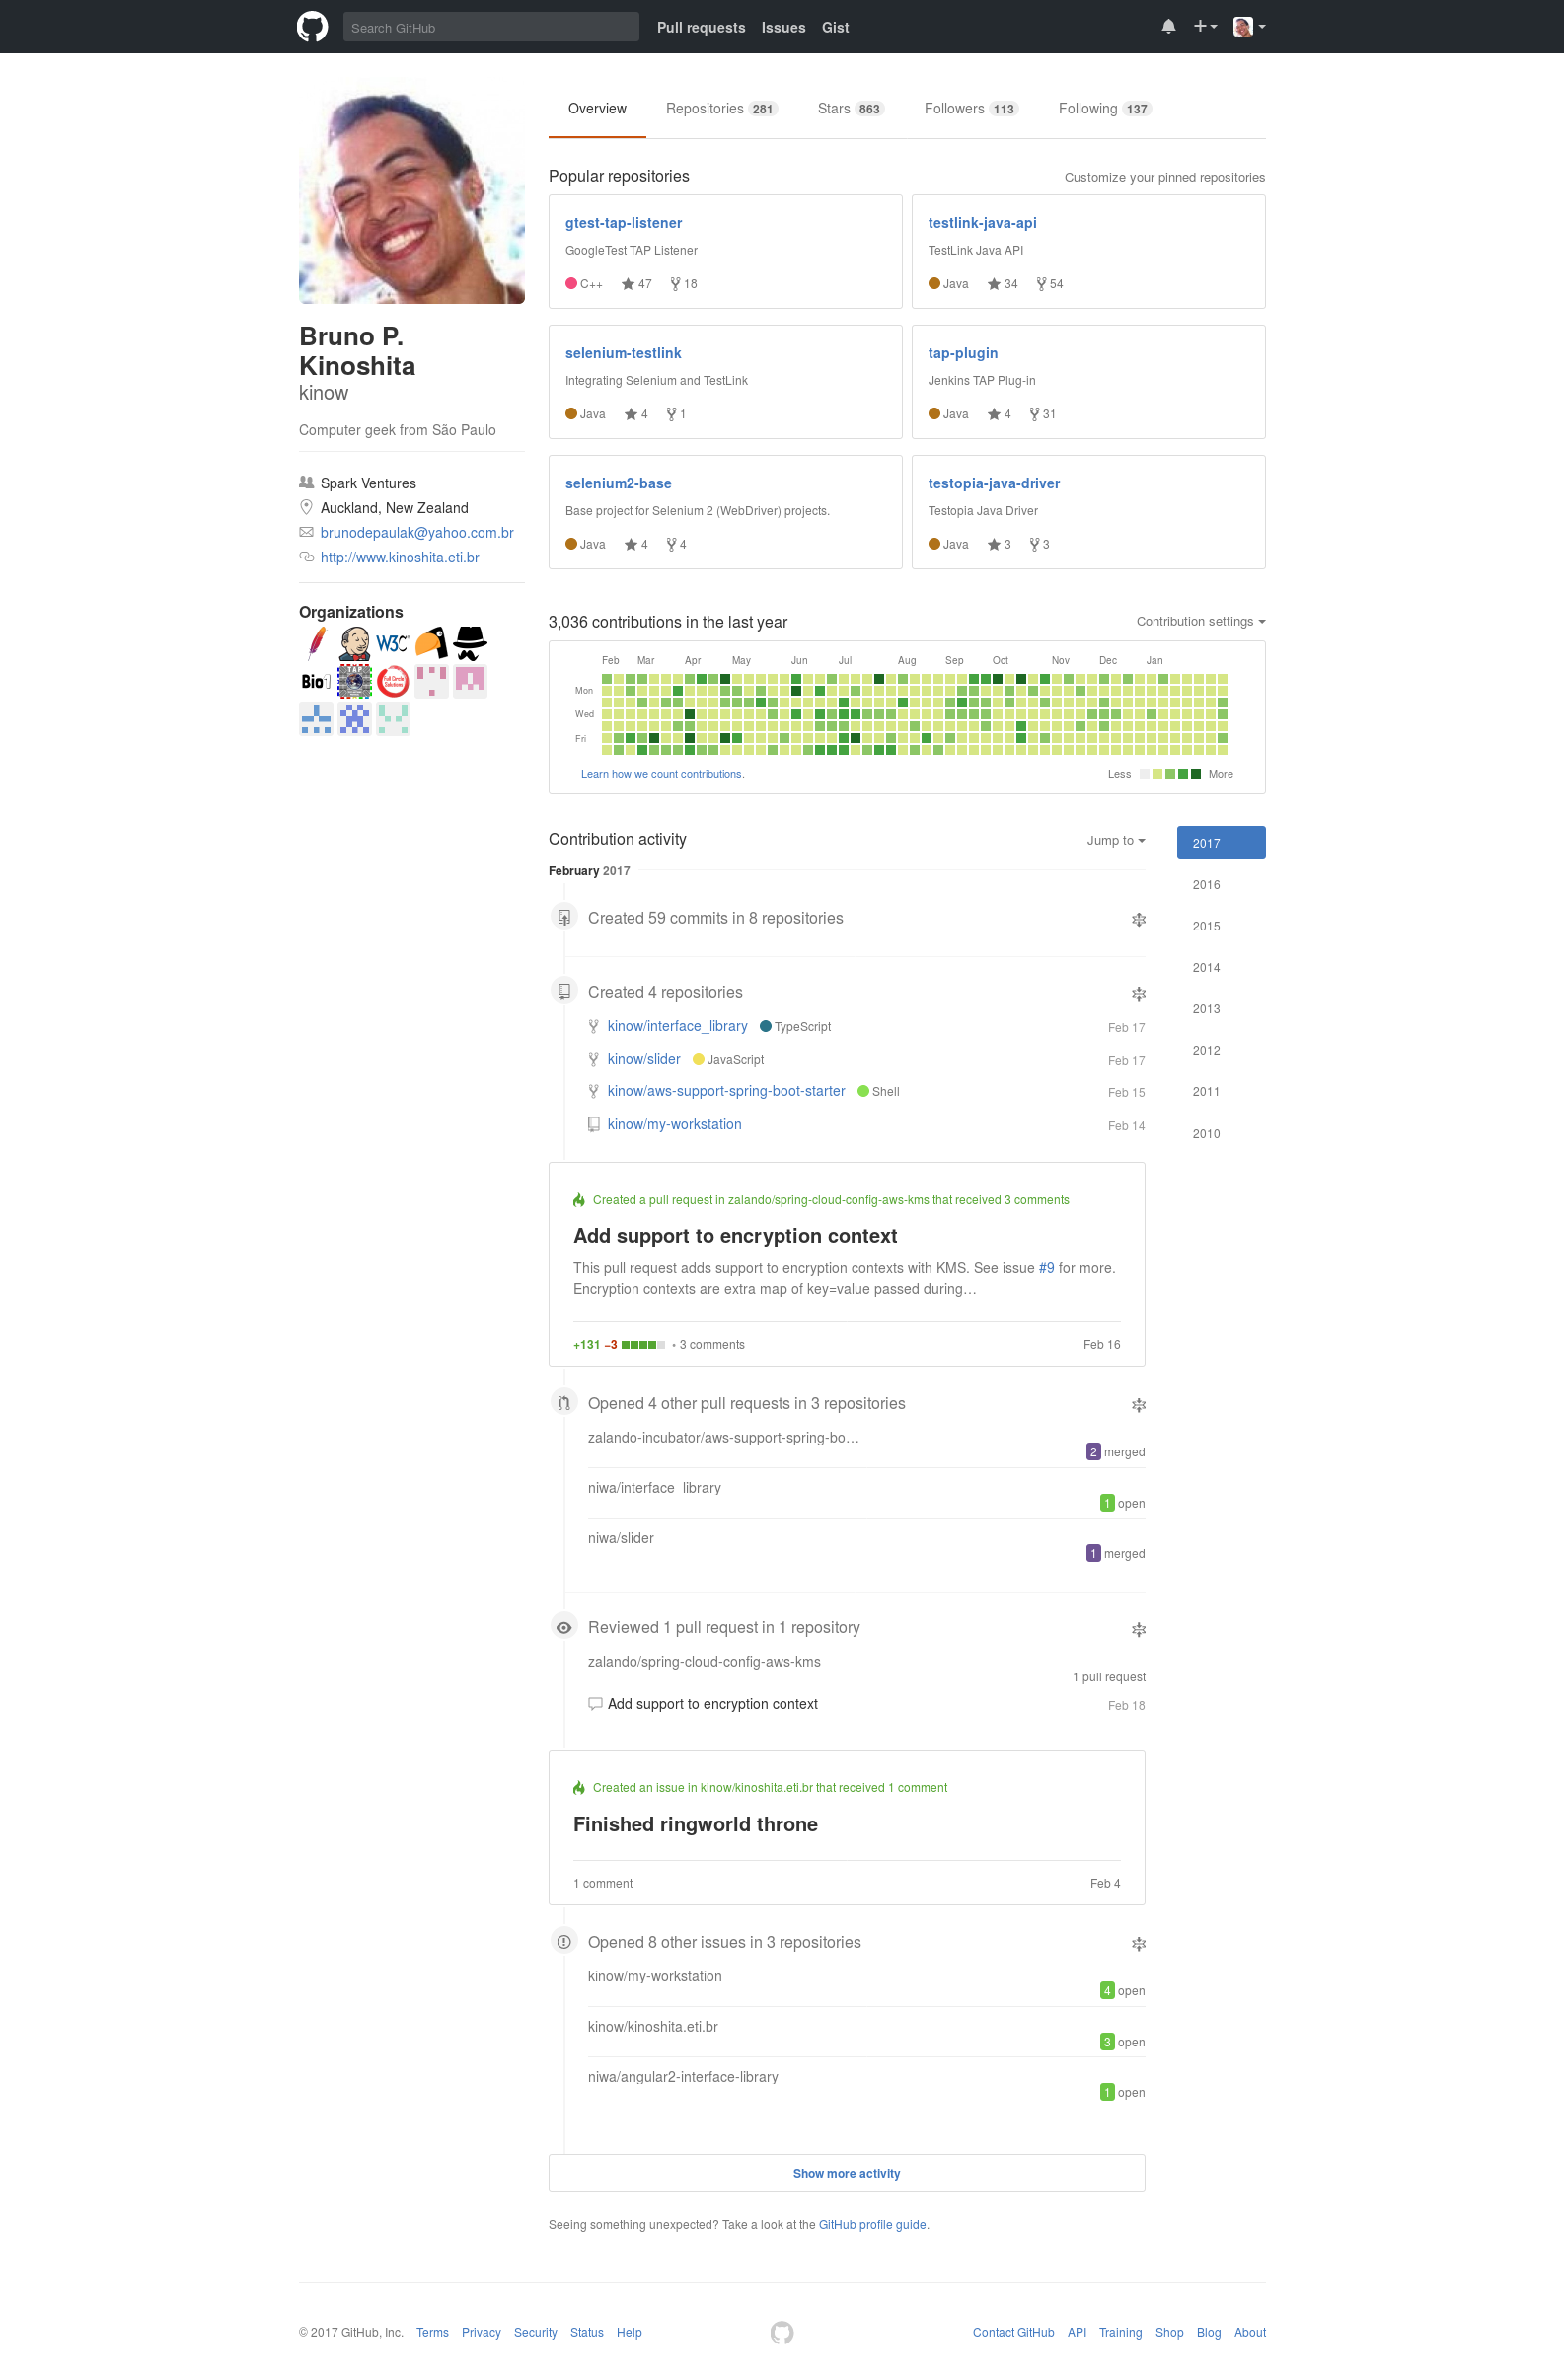 Search GitHub
Pull requests Issues Gist
Overview Repositories 281 Stars 863 Followers 113 Following 137
Bruno P.
Kinoshita
kinow
Computer geek from São Paulo
Spark Ventures
Auckland, New Zealand
brunodepaulak@yahoo.com.br
http://www.kinoshita.eti.br
Organizations
W3C
Bio
TAP
Full Circle
Solutions
Popular repositories Customize your pinned repositories
gtest-tap-listener
GoogleTest TAP Listener
C++ 47 18
testlink-java-api
TestLink Java API
Java 34 54
selenium-testlink
Integrating Selenium and TestLink
Java 4 1
tap-plugin
Jenkins TAP Plug-in
Java 4 31
selenium2-base
Base project for Selenium 2 (WebDriver) projects.
Java 4 4
testopia-java-driver
Testopia Java Driver
Java 3 3
3,036 contributions in the last year Contribution settings
Feb Mar Apr May Jun Jul Aug Sep Oct Nov Dec Jan
Mon
Wed
Fri
Learn how we count contributions. Less More
Contribution activity Jump to
2017
2016
2015
2014
2013
2012
2011
2010
February 2017
Created 59 commits in 8 repositories
Created 4 repositories
kinow/interface_library TypeScript Feb 17
kinow/slider JavaScript Feb 17
kinow/aws-support-spring-boot-starter Shell Feb 15
kinow/my-workstation Feb 14
Created a pull request in zalando/spring-cloud-config-aws-kms that received 3 comments
Add support to encryption context
This pull request adds support to encryption contexts with KMS. See issue #9 for more.
Encryption contexts are extra map of key=value passed during…
+131 −3 • 3 comments Feb 16
Opened 4 other pull requests in 3 repositories
zalando-incubator/aws-support-spring-bo…
2 merged
niwa/interface_library
1 open
niwa/slider
1 merged
Reviewed 1 pull request in 1 repository
zalando/spring-cloud-config-aws-kms
1 pull request
Add support to encryption context Feb 18
Created an issue in kinow/kinoshita.eti.br that received 1 comment
Finished ringworld throne
1 comment Feb 4
Opened 8 other issues in 3 repositories
kinow/my-workstation
4 open
kinow/kinoshita.eti.br
3 open
niwa/angular2-interface-library
1 open
Show more activity
Seeing something unexpected? Take a look at the GitHub profile guide.
© 2017 GitHub, Inc. Terms Privacy Security Status Help Contact GitHub API Training Shop Blog About